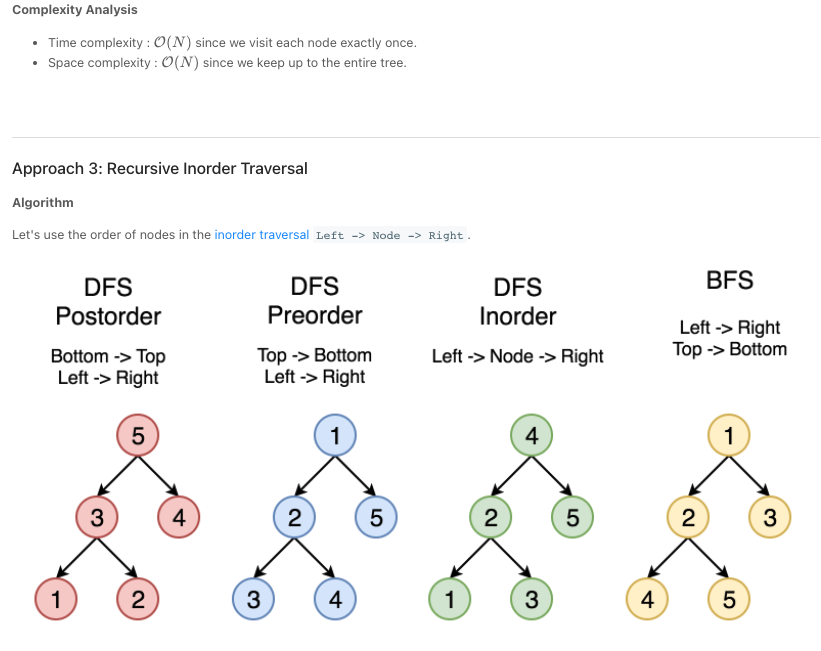 Complexity Analysis
• Time complexity : 𝒪(N) since we visit each node exactly once.
• Space complexity : 𝒪(N) since we keep up to the entire tree.
Approach 3: Recursive Inorder Traversal
Algorithm
Let's use the order of nodes in the inorder traversal Left -> Node -> Right .
DFS
Postorder
Bottom -> Top
Left -> Right
5
3 4
1 2
DFS
Preorder
Top -> Bottom
Left -> Right
1
2 5
3 4
DFS
Inorder
Left -> Node -> Right
4
2 5
1 3
BFS
Left -> Right
Top -> Bottom
1
2 3
4 5